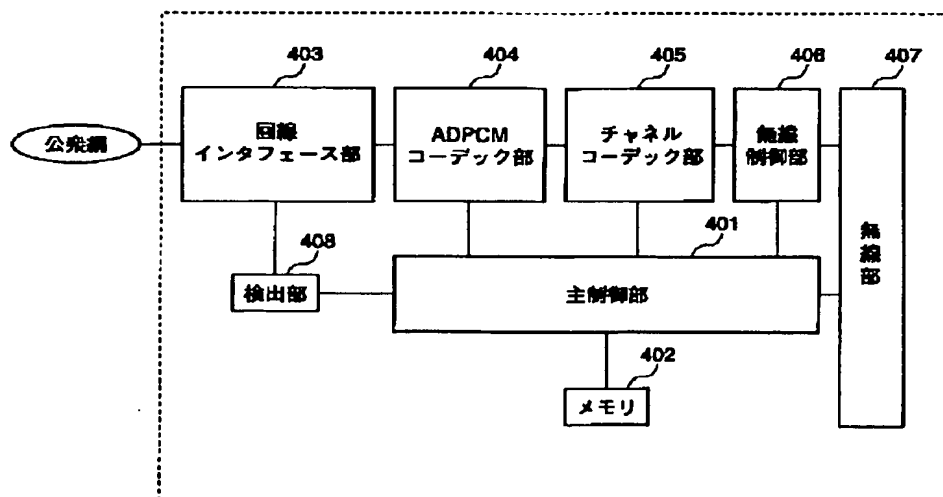 403
404
405
406
407
公衆網
回線
インタフェース部
ADPCM
コーデック部
チャネル
コーデック部
無線
制御部
無線部
408
検出部
401
主制御部
402
メモリ